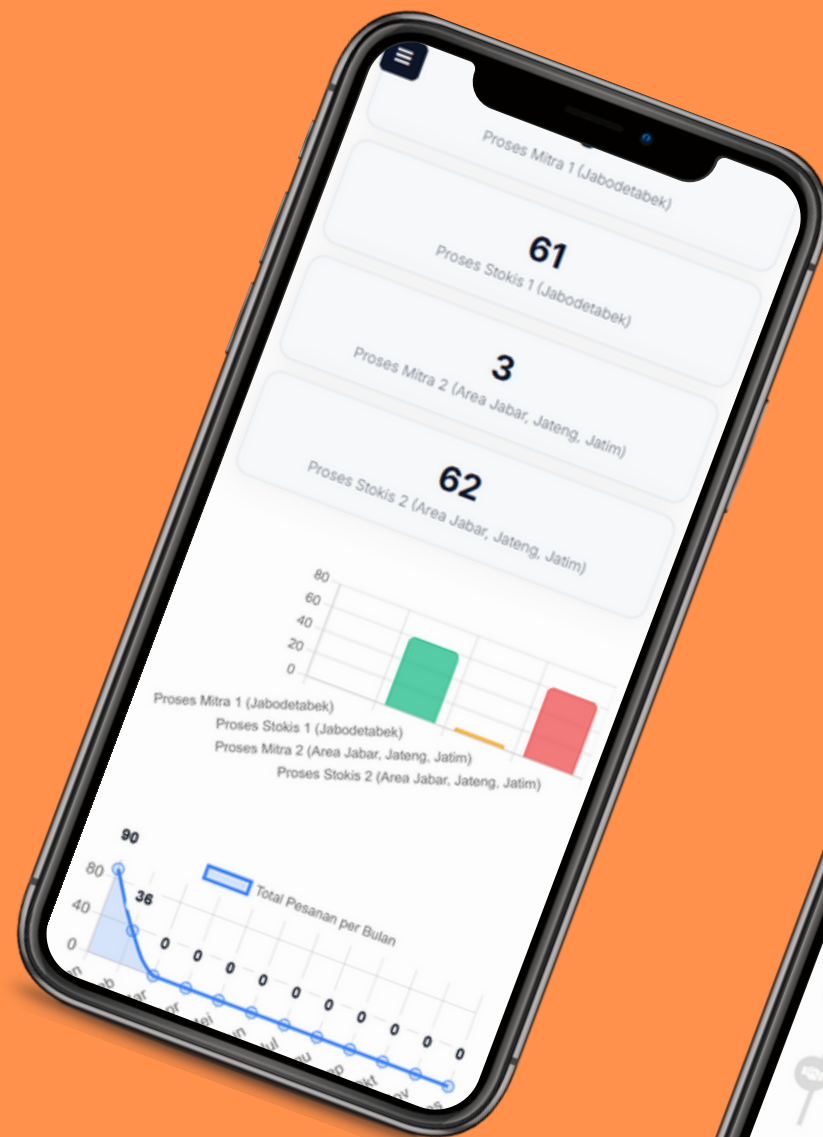 Proses Mitra 1 (Jabodetabek)
61
Proses Stokis 1 (Jabodetabek)
3
Proses Mitra 2 (Area Jabar, Jateng, Jatim)
62
Proses Stokis 2 (Area Jabar, Jateng, Jatim)
80
60
40
20
0
Proses Mitra 1 (Jabodetabek)
Proses Stokis 1 (Jabodetabek)
Proses Mitra 2 (Area Jabar, Jateng, Jatim)
Proses Stokis 2 (Area Jabar, Jateng, Jatim)
Total Pesanan per Bulan
90
36
0 0 0 0 0 0 0 0 0 0
80
40
0